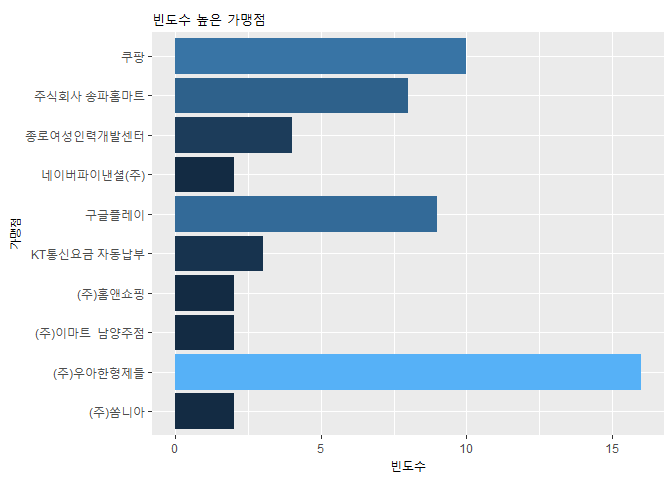 빈도수 높은 가맹점
쿠팡
주식회사 송파홈마트
종로여성인력개발센터
네이버파이낸셜(주)
구글플레이
KT통신요금 자동납부
(주)홈앤쇼핑
(주)이마트 남양주점
(주)우아한형제들
(주)쏨니아
가맹점
0 5 10 15
빈도수